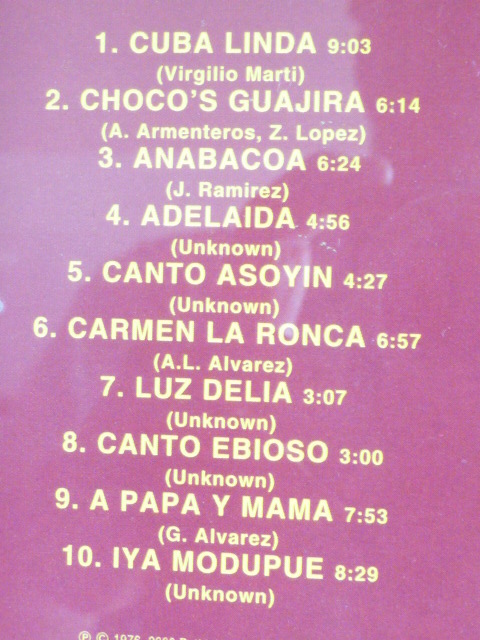 1. CUBA LINDA 9:03
(Virgilio Marti)
2. CHOCO'S GUAJIRA 6:14
(A. Armenteros, Z. Lopez)
3. ANABACOA 6:24
(J. Ramirez)
4. ADELAIDA 4:56
(Unknown)
5. CANTO ASOYIN 4:27
(Unknown)
6. CARMEN LA RONCA 6:57
(A.L. Alvarez)
7. LUZ DELIA 3:07
(Unknown)
8. CANTO EBIOSO 3:00
(Unknown)
9. A PAPA Y MAMA 7:53
(G. Alvarez)
10. IYA MODUPUE 8:29
(Unknown)
℗ © 1976,